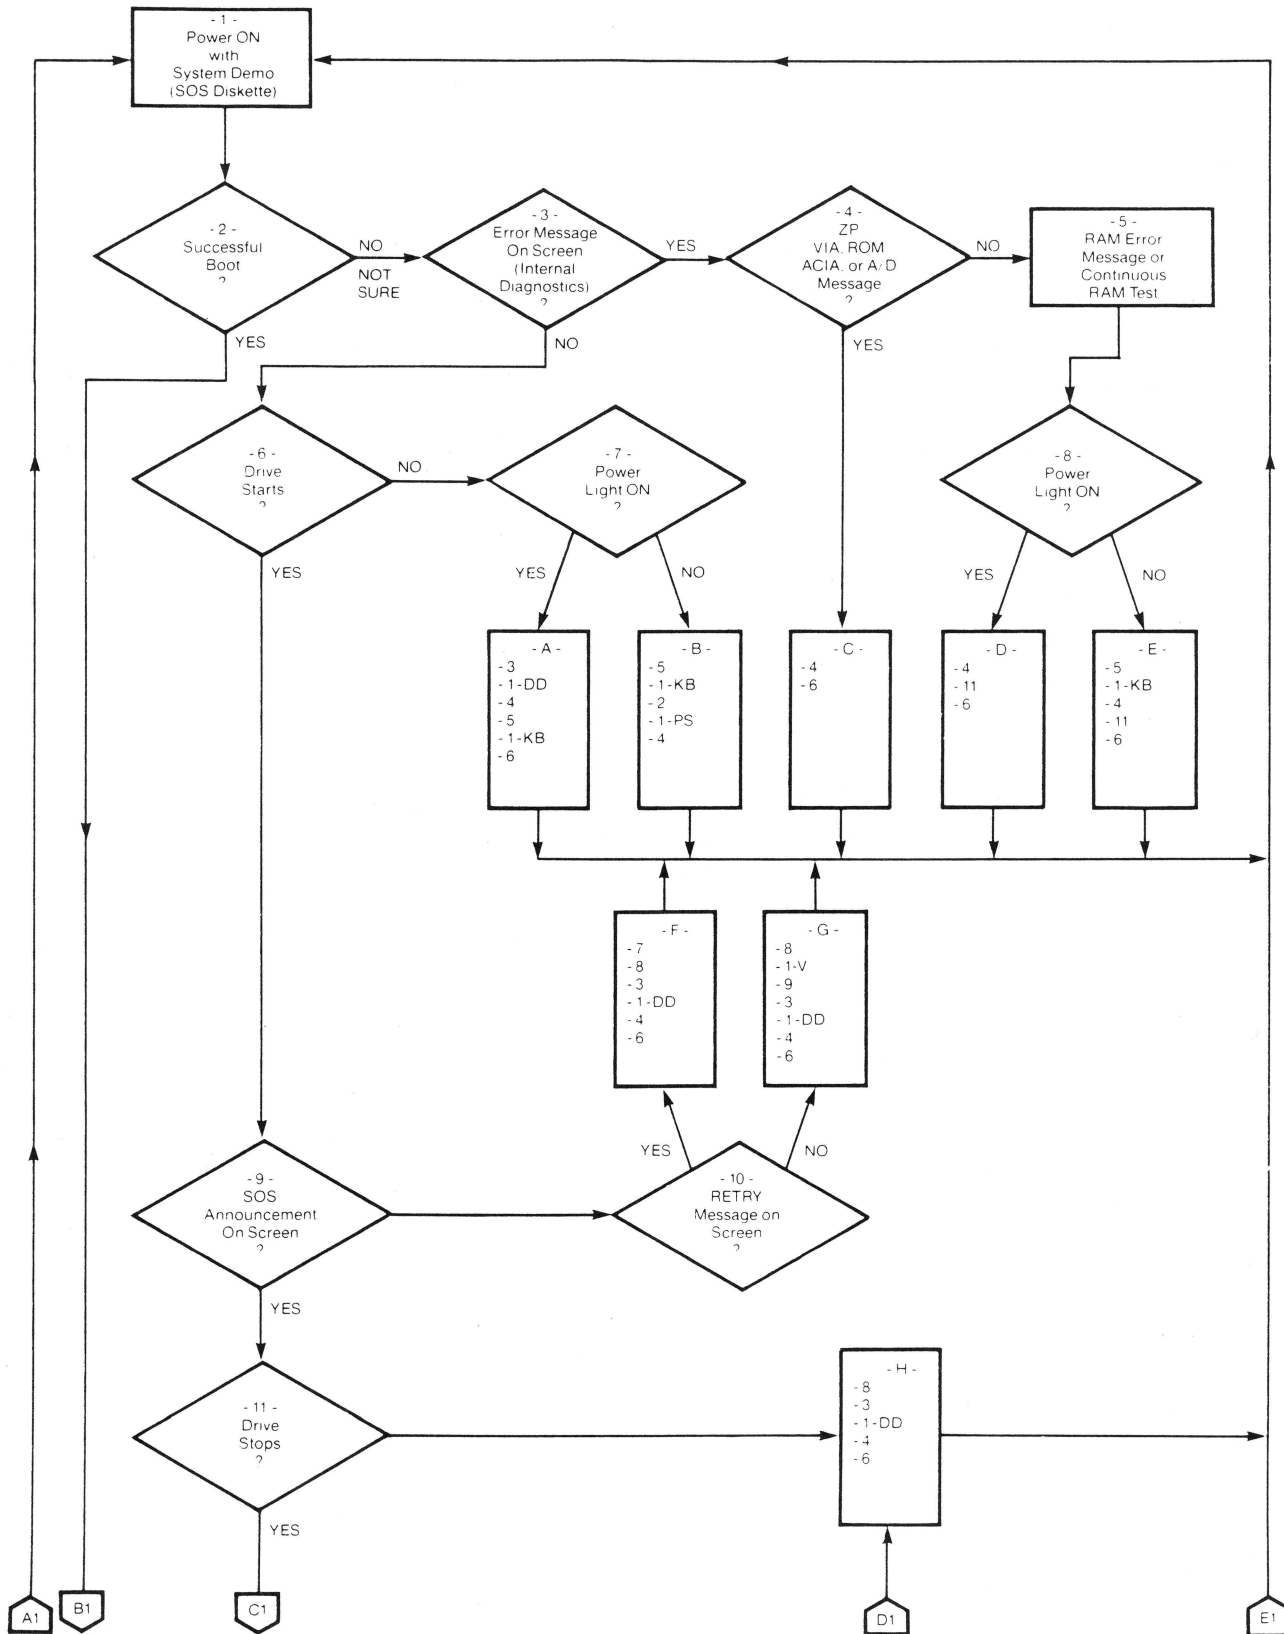 - 1 -
Power ON
with
System Demo
(SOS Diskette)
- 2 -
Successful
Boot
?
NO
NOT
SURE
YES
- 3 -
Error Message
On Screen
(Internal
Diagnostics)
?
YES
NO
- 4 -
ZP
VIA, ROM
ACIA, or A/D
Message
?
NO
YES
- 5 -
RAM Error
Message or
Continuous
RAM Test
- 6 -
Drive
Starts
?
NO
YES
- 7 -
Power
Light ON
?
YES
NO
- 8 -
Power
Light ON
?
YES
NO
- A -
- 3
- 1 - DD
- 4
- 5
- 1 - KB
- 6
- B -
- 5
- 1 - KB
- 2
- 1 - PS
- 4
- C -
- 4
- 6
- D -
- 4
- 11
- 6
- E -
- 5
- 1 - KB
- 4
- 11
- 6
- F -
- 7
- 8
- 3
- 1 - DD
- 4
- 6
- G -
- 8
- 1 - V
- 9
- 3
- 1 - DD
- 4
- 6
- 9 -
SOS
Announcement
On Screen
?
YES
YES
NO
- 10 -
RETRY
Message on
Screen
?
- 11 -
Drive
Stops
?
YES
- H -
- 8
- 3
- 1 - DD
- 4
- 6
A1
B1
C1
D1
E1